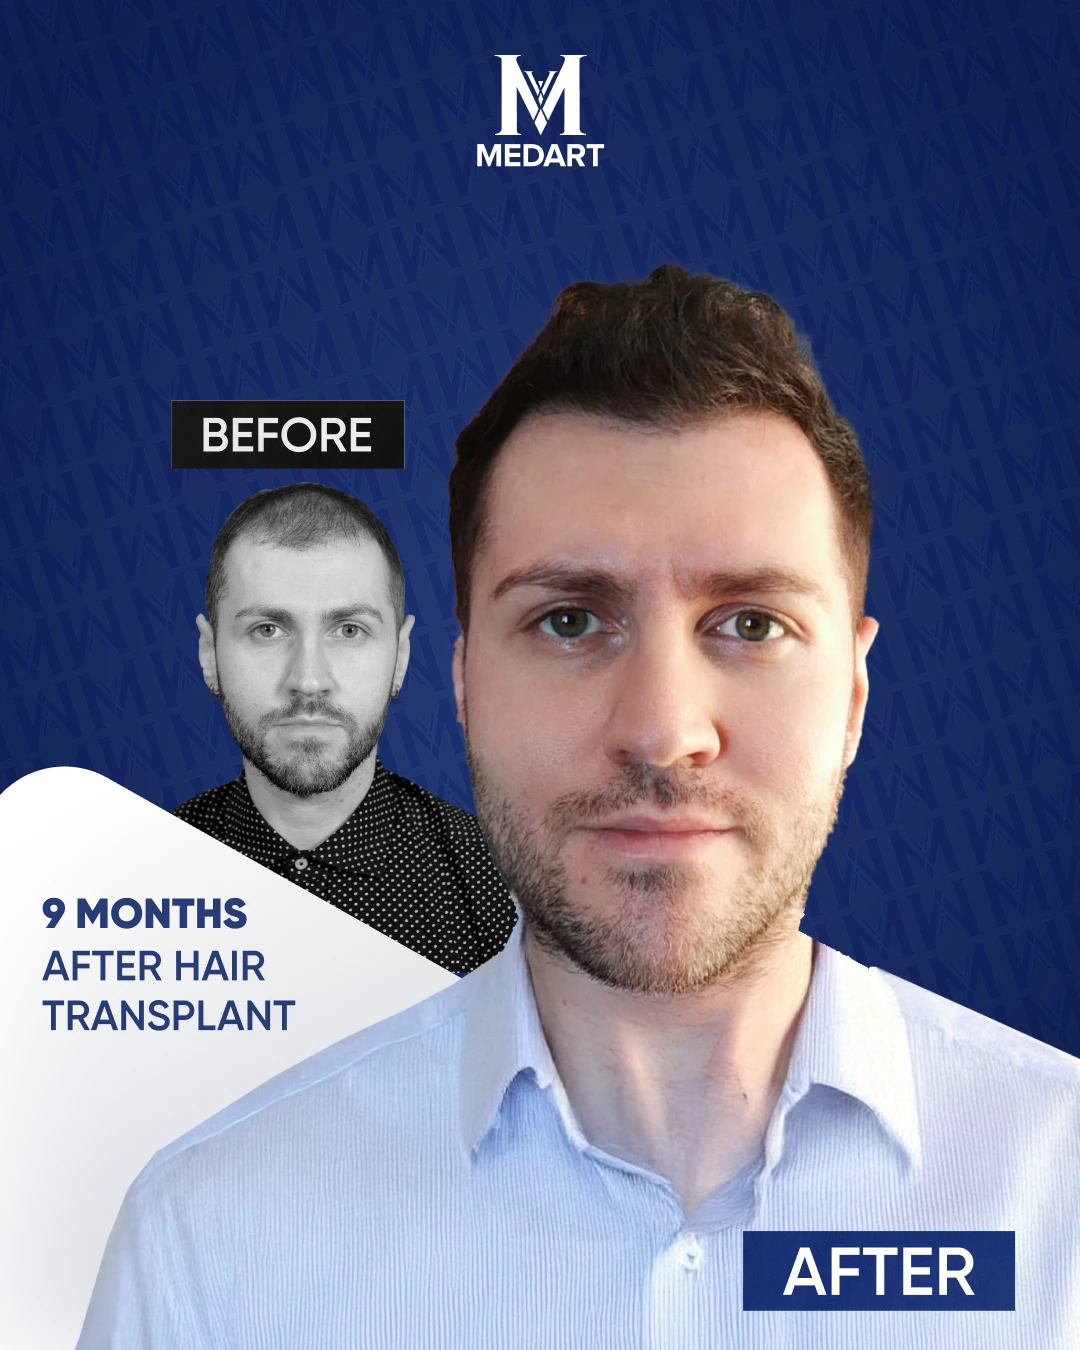 MEDART
BEFORE
9 MONTHS
AFTER HAIR
TRANSPLANT
AFTER